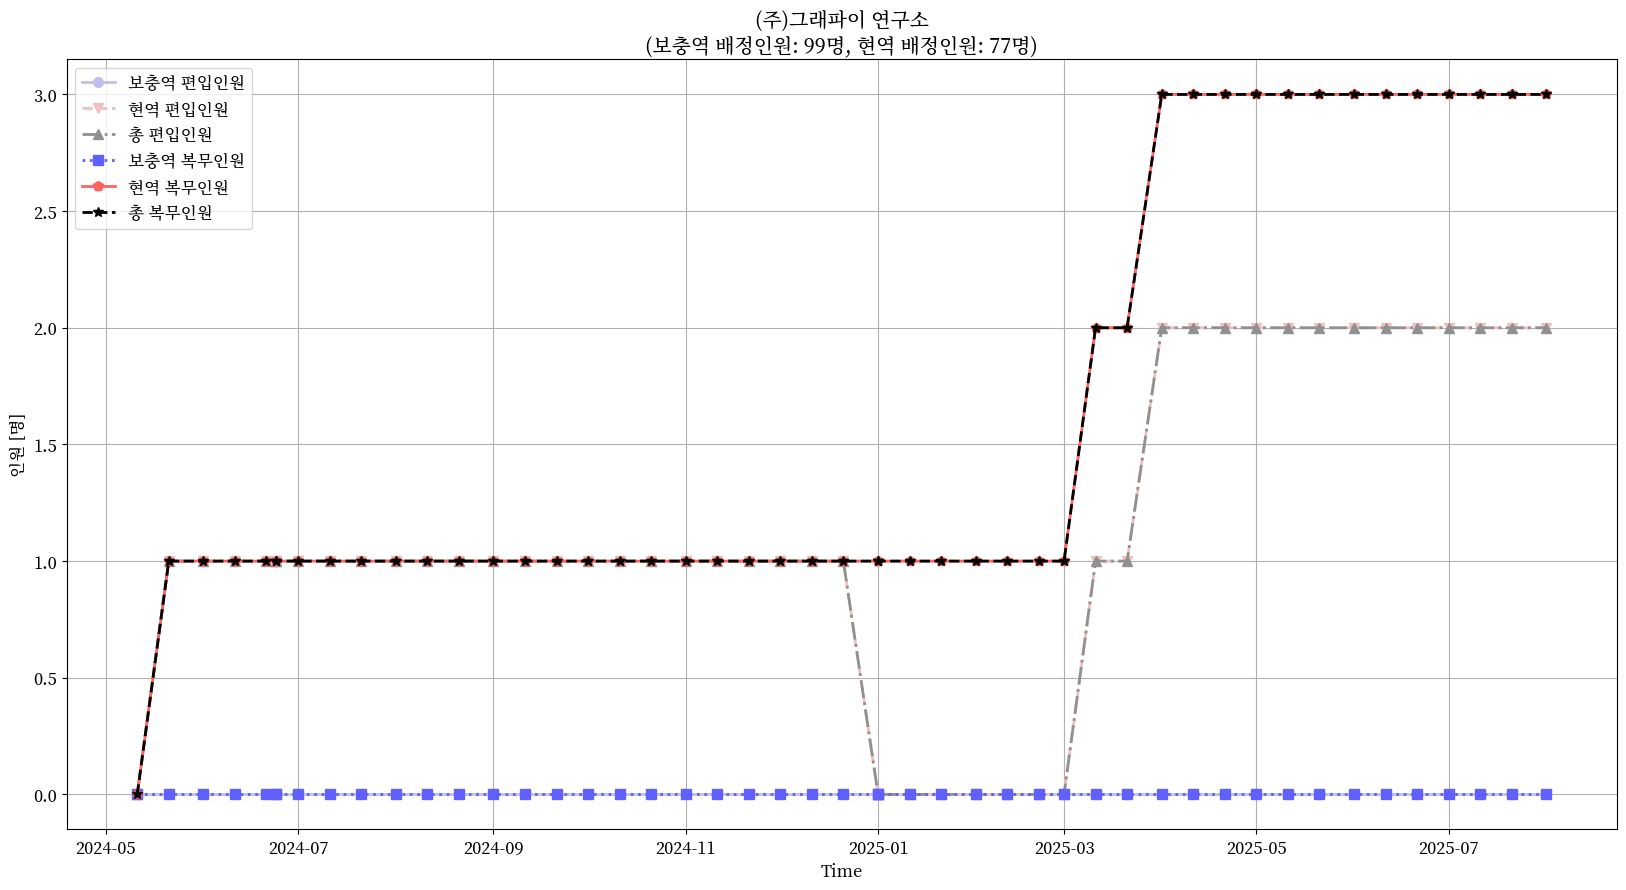 (주)그래파이 연구소
(보충역 배정인원: 99명, 현역 배정인원: 77명)
보충역 편입인원
현역 편입인원
총 편입인원
보충역 복무인원
현역 복무인원
총 복무인원
3.0
2.5
2.0
1.5
1.0
0.5
0.0
인원 [명]
2024-05 2024-07 2024-09 2024-11 2025-01 2025-03 2025-05 2025-07
Time